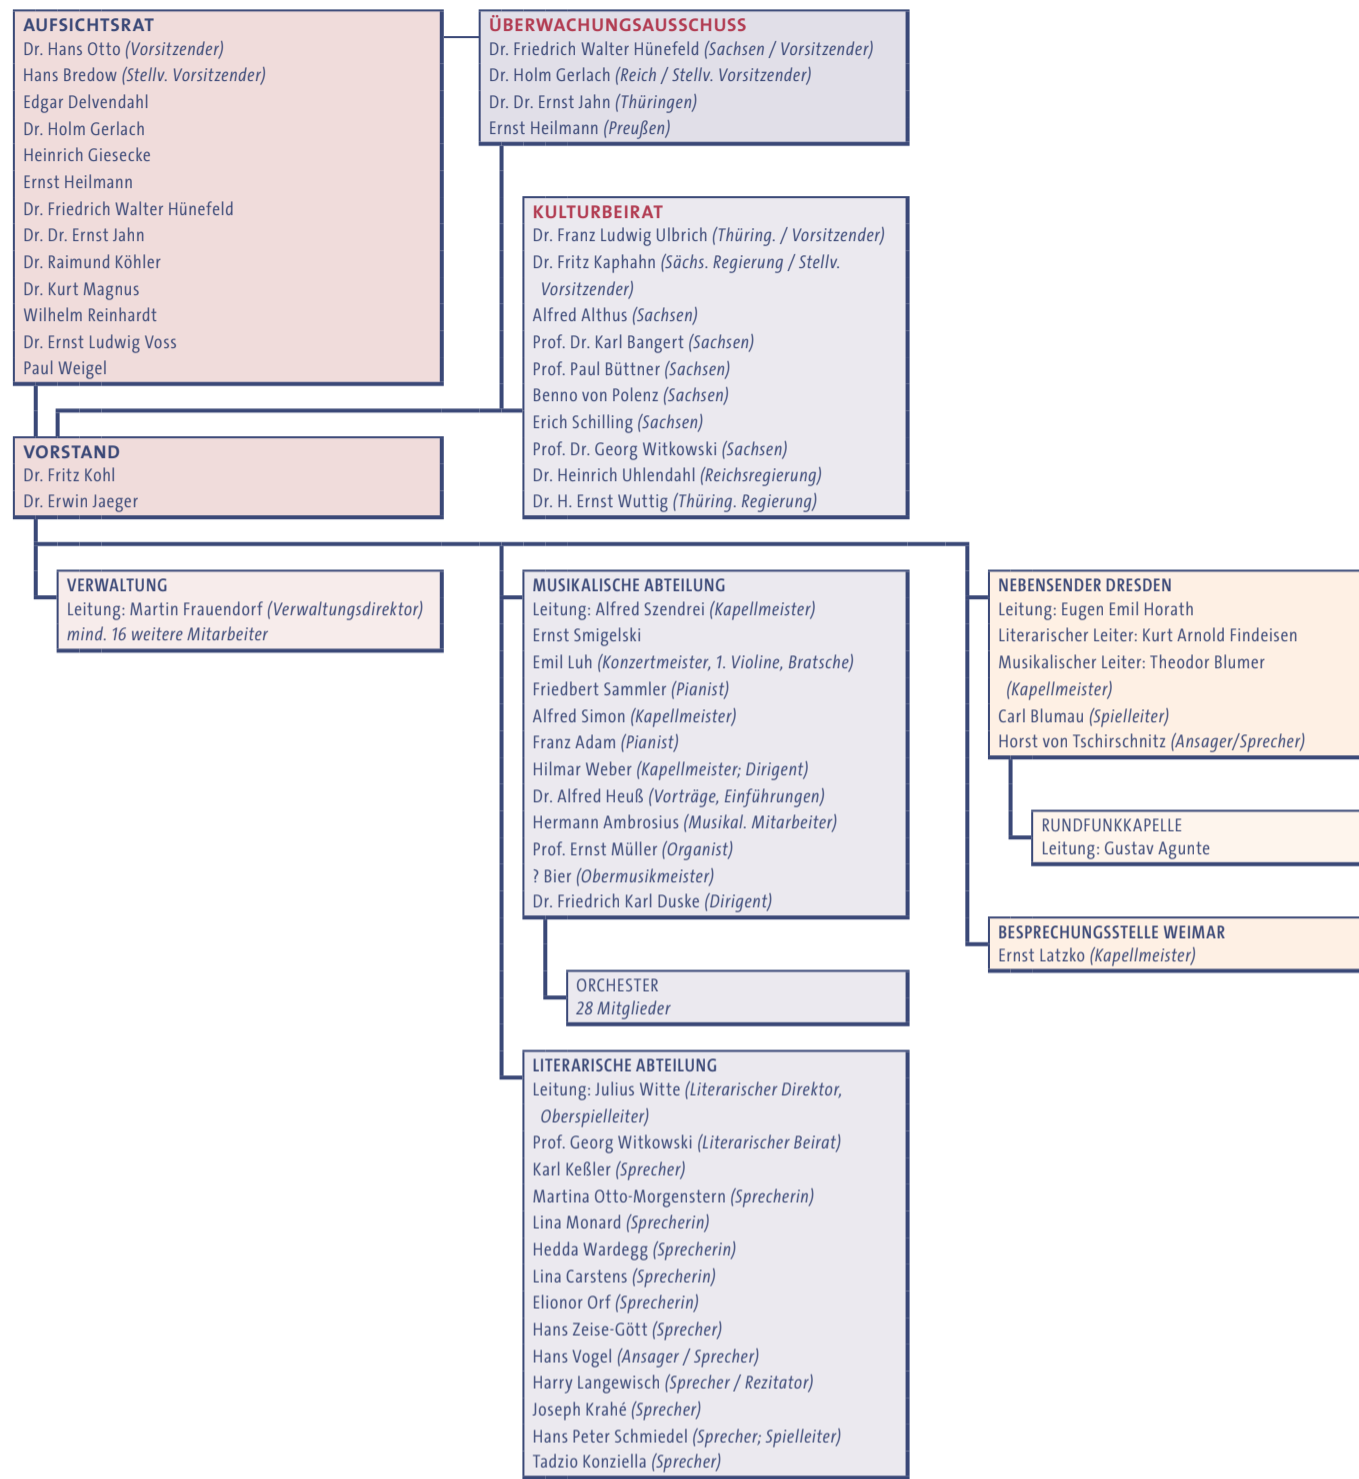 AUFSICHTSRAT
Dr. Hans Otto (Vorsitzender)
Hans Bredow (Stellv. Vorsitzender)
Edgar Delvendahl
Dr. Holm Gerlach
Heinrich Giesecke
Ernst Heilmann
Dr. Friedrich Walter Hünefeld
Dr. Dr. Ernst Jahn
Dr. Raimund Köhler
Dr. Kurt Magnus
Wilhelm Reinhardt
Dr. Ernst Ludwig Voss
Paul Weigel
ÜBERWACHUNGSAUSSCHUSS
Dr. Friedrich Walter Hünefeld (Sachsen / Vorsitzender)
Dr. Holm Gerlach (Reich / Stellv. Vorsitzender)
Dr. Dr. Ernst Jahn (Thüringen)
Ernst Heilmann (Preußen)
KULTURBEIRAT
Dr. Franz Ludwig Ulbrich (Thüring. / Vorsitzender)
Dr. Fritz Kaphahn (Sächs. Regierung / Stellv.
Vorsitzender)
Alfred Althus (Sachsen)
Prof. Dr. Karl Bangert (Sachsen)
Prof. Paul Büttner (Sachsen)
Benno von Polenz (Sachsen)
Erich Schilling (Sachsen)
Prof. Dr. Georg Witkowski (Sachsen)
Dr. Heinrich Uhlendahl (Reichsregierung)
Dr. H. Ernst Wuttig (Thüring. Regierung)
VORSTAND
Dr. Fritz Kohl
Dr. Erwin Jaeger
VERWALTUNG
Leitung: Martin Frauendorf (Verwaltungsdirektor)
mind. 16 weitere Mitarbeiter
MUSIKALISCHE ABTEILUNG
Leitung: Alfred Szendrei (Kapellmeister)
Ernst Smigelski
Emil Luh (Konzertmeister, 1. Violine, Bratsche)
Friedbert Sammler (Pianist)
Alfred Simon (Kapellmeister)
Franz Adam (Pianist)
Hilmar Weber (Kapellmeister; Dirigent)
Dr. Alfred Heuß (Vorträge, Einführungen)
Hermann Ambrosius (Musikal. Mitarbeiter)
Prof. Ernst Müller (Organist)
? Bier (Obermusikmeister)
Dr. Friedrich Karl Duske (Dirigent)
ORCHESTER
28 Mitglieder
LITERARISCHE ABTEILUNG
Leitung: Julius Witte (Literarischer Direktor,
Oberspielleiter)
Prof. Georg Witkowski (Literarischer Beirat)
Karl Keßler (Sprecher)
Martina Otto-Morgenstern (Sprecherin)
Lina Monard (Sprecherin)
Hedda Wardegg (Sprecherin)
Lina Carstens (Sprecherin)
Elionor Orf (Sprecherin)
Hans Zeise-Gött (Sprecher)
Hans Vogel (Ansager / Sprecher)
Harry Langewisch (Sprecher / Rezitator)
Joseph Krahé (Sprecher)
Hans Peter Schmiedel (Sprecher; Spielleiter)
Tadzio Konziella (Sprecher)
NEBENSENDER DRESDEN
Leitung: Eugen Emil Horath
Literarischer Leiter: Kurt Arnold Findeisen
Musikalischer Leiter: Theodor Blumer
(Kapellmeister)
Carl Blumau (Spielleiter)
Horst von Tschirschnitz (Ansager/Sprecher)
RUNDFUNKKAPELLE
Leitung: Gustav Agunte
BESPRECHUNGSSTELLE WEIMAR
Ernst Latzko (Kapellmeister)